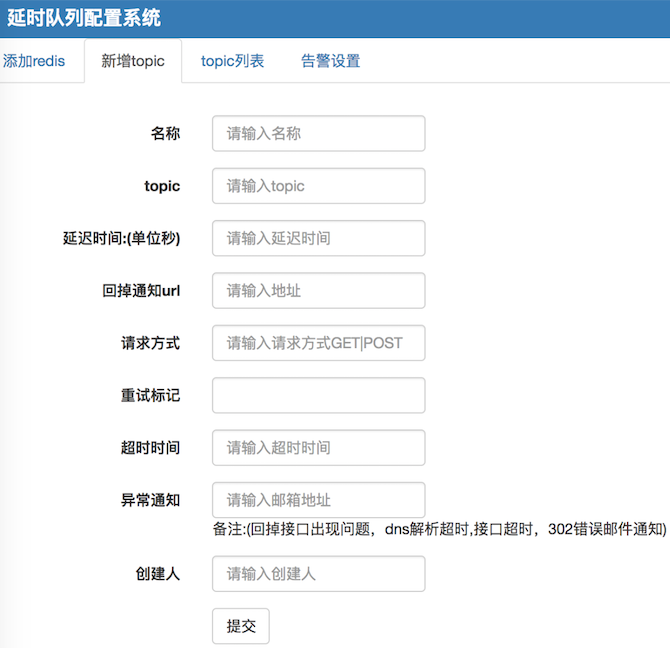 延时队列配置系统
添加redis 新增topic topic列表 告警设置
名称 请输入名称
topic 请输入topic
延迟时间:(单位秒) 请输入延迟时间
回掉通知url 请输入地址
请求方式 请输入请求方式GET|POST
重试标记
超时时间 请输入超时时间
异常通知 请输入邮箱地址
备注:(回掉接口出现问题，dns解析超时,接口超时，302错误邮件通知)
创建人 请输入创建人
提交